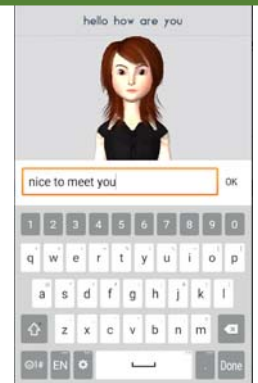 hello how are you
nice to meet you OK
1 2 3 4 5 6 7 8 9 0
q w e r t y u i o p
a s d f g h j k l
z x c v b n m
☺!# EN . Done